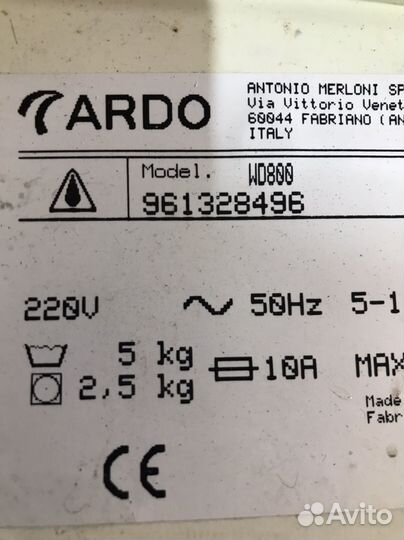 ARDO
ANTONIO MERLONI SP
Via Vittorio Venet
60044 FABRIANO (AN
ITALY
Model. WD800
961328496
220V ~ 50Hz 5-1
5 kg
2,5 kg
10A MAX
Made
Fabr
CE
Avito